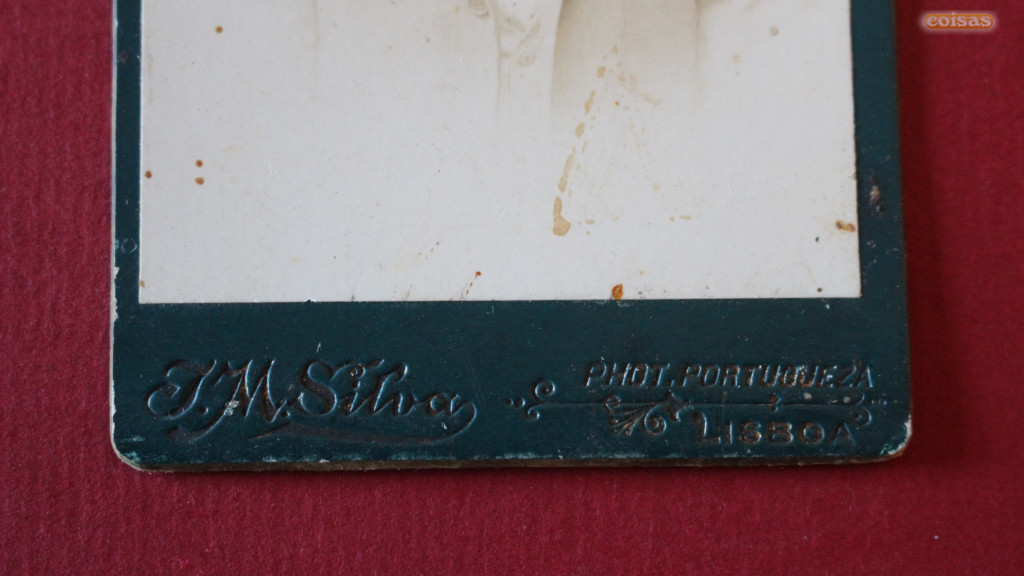 coisas
J. M. Silva
PHOT. PORTUGUEZA
LISBOA